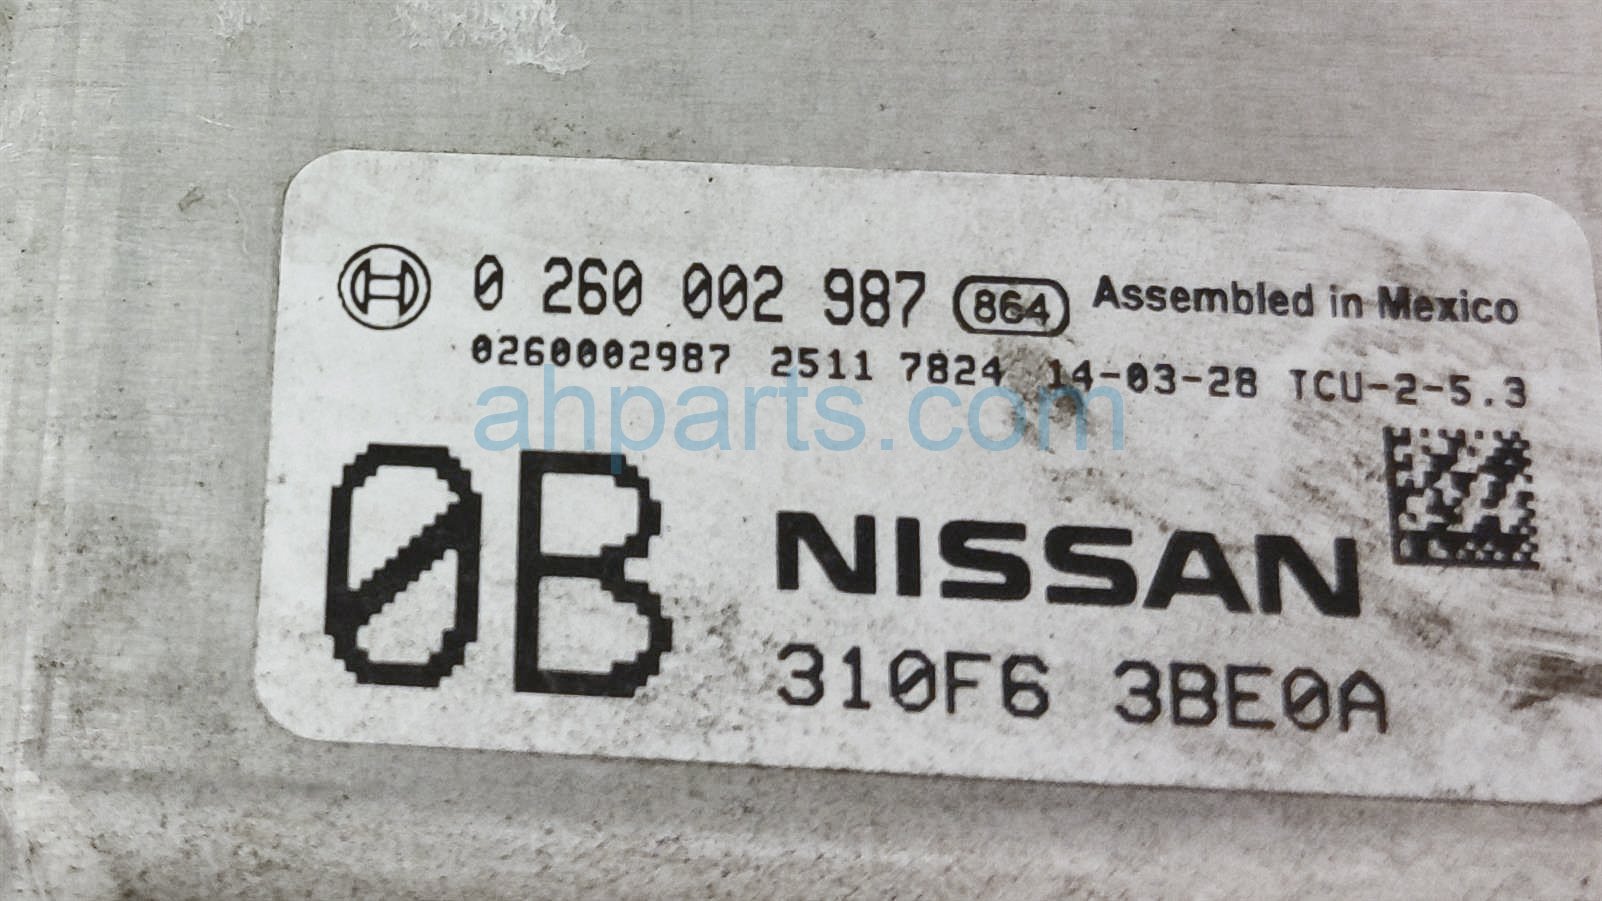 0 260 002 987 864 Assembled in Mexico
0260002987 2511 7824 14-03-28 TCU-2-5.3
ahparts.com
0B
NISSAN
310F6 3BE0A